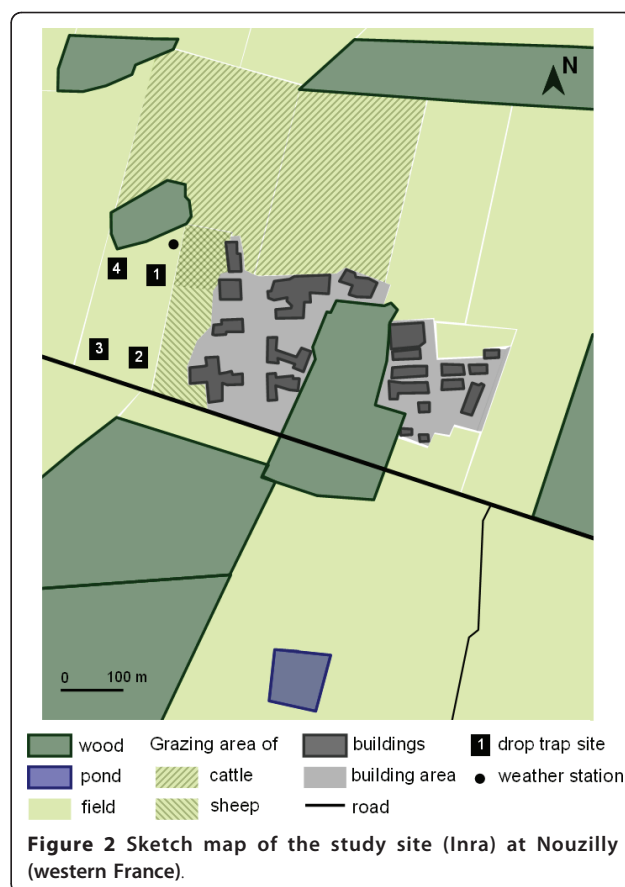 N
4
1
3
2
0 100 m
wood Grazing area of buildings 1 drop trap site
pond cattle building area weather station
field sheep road
Figure 2 Sketch map of the study site (Inra) at Nouzilly
(western France).